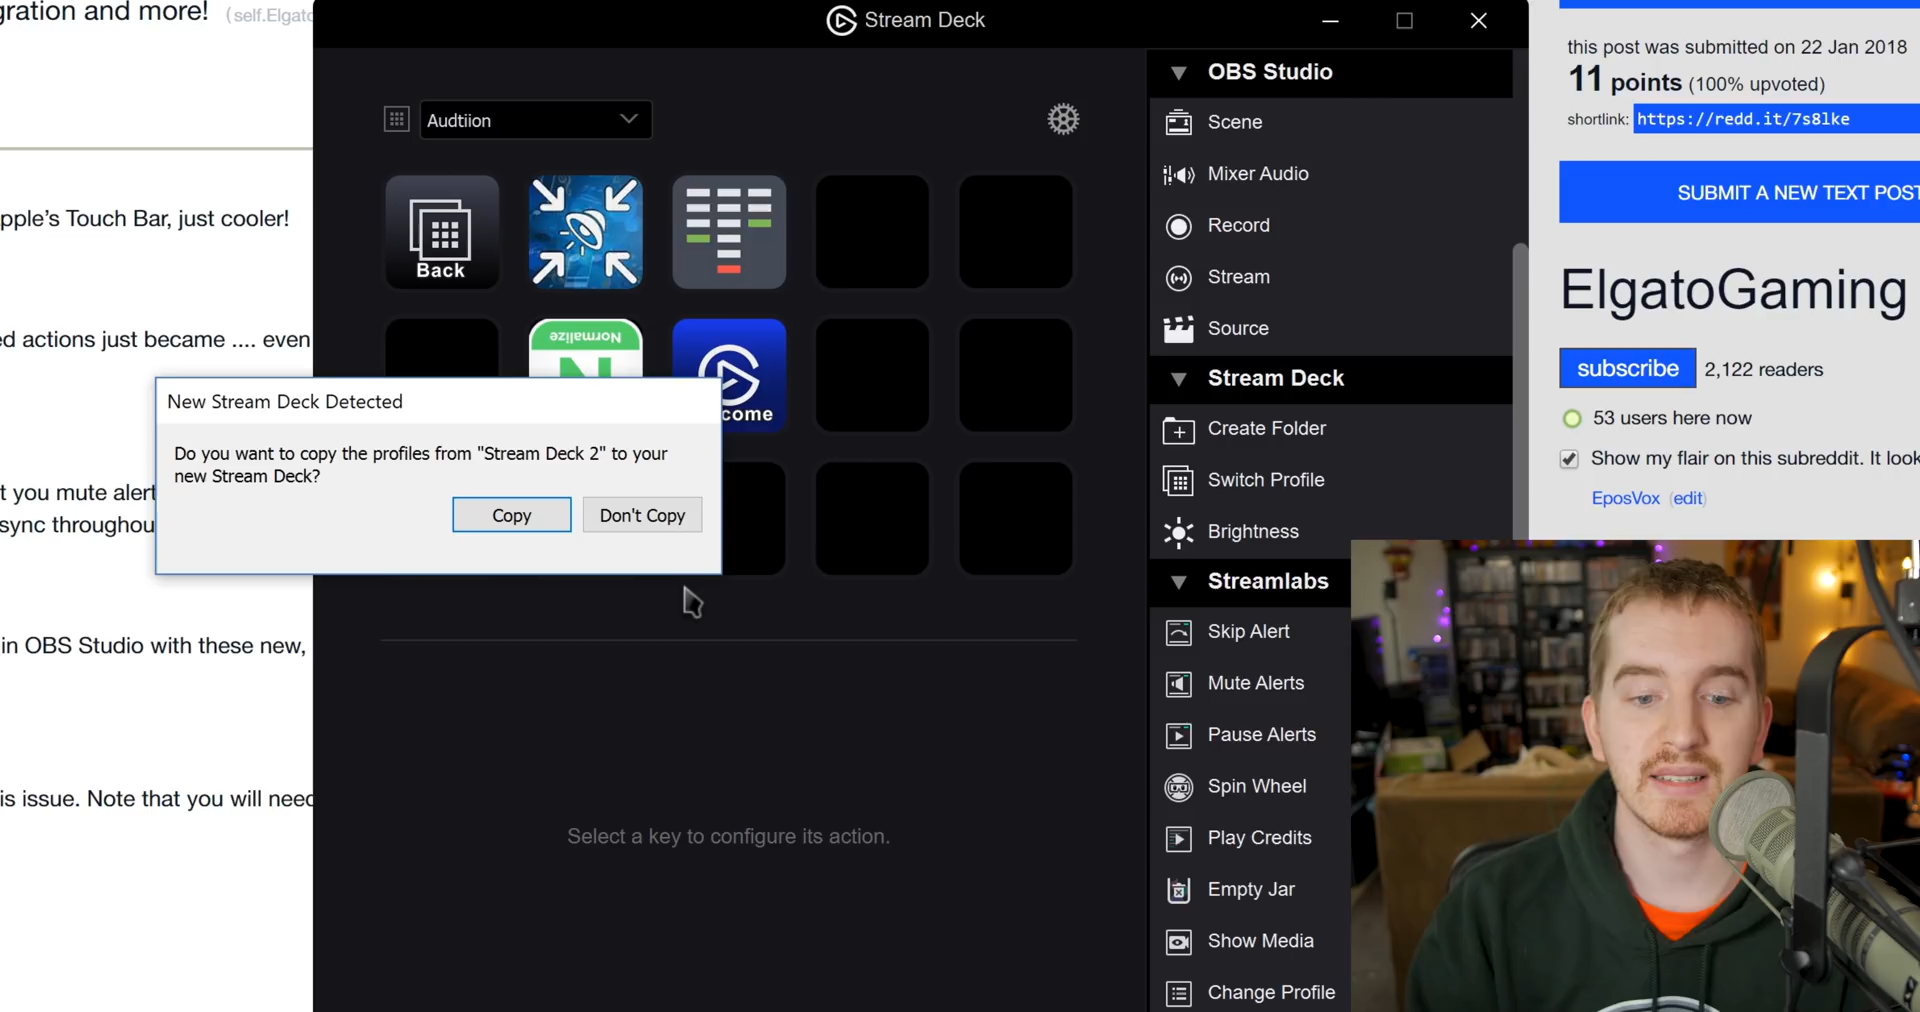 gration and more! (self.Elgato
pple's Touch Bar, just cooler!
ed actions just became .... even
t you mute alert
sync throughou
in OBS Studio with these new,
is issue. Note that you will need
Stream Deck
Audtiion
Back
Normalize
N
come
New Stream Deck Detected
Do you want to copy the profiles from "Stream Deck 2" to your
new Stream Deck?
Copy
Don't Copy
Select a key to configure its action.
OBS Studio
Scene
Mixer Audio
Record
Stream
Source
Stream Deck
Create Folder
Switch Profile
Brightness
Streamlabs
Skip Alert
Mute Alerts
Pause Alerts
Spin Wheel
Play Credits
Empty Jar
Show Media
Change Profile
this post was submitted on 22 Jan 2018
11 points (100% upvoted)
shortlink: https://redd.it/7s8lke
SUBMIT A NEW TEXT POST
ElgatoGaming
subscribe 2,122 readers
53 users here now
Show my flair on this subreddit. It look
EposVox (edit)